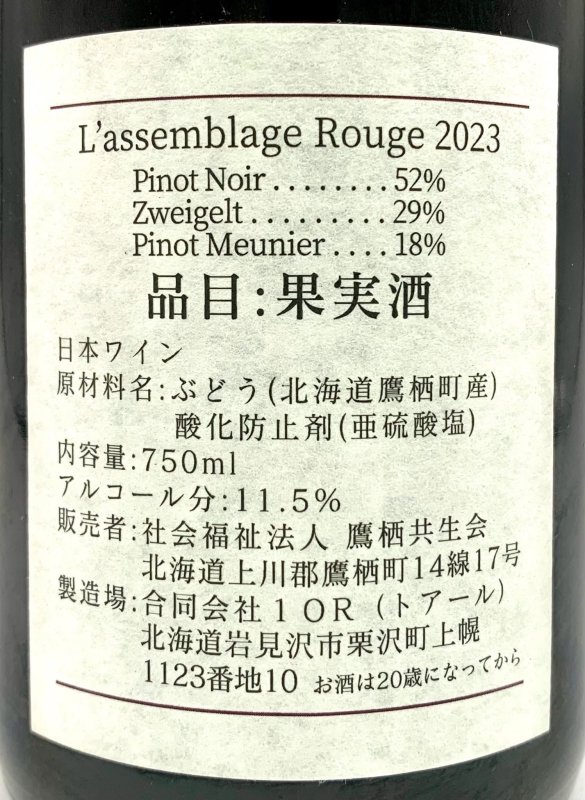 L'assemblage Rouge 2023
Pinot Noir ........ 52%
Zweigelt ......... 29%
Pinot Meunier .... 18%
品目:果実酒
日本ワイン
原材料名:ぶどう(北海道鷹栖町産)
酸化防止剤(亜硫酸塩)
内容量:750ml
アルコール分:11.5%
販売者:社会福祉法人 鷹栖共生会
北海道上川郡鷹栖町14線17号
製造場:合同会社10R(トアール)
北海道岩見沢市栗沢町上幌
1123番地10 お酒は20歳になってから